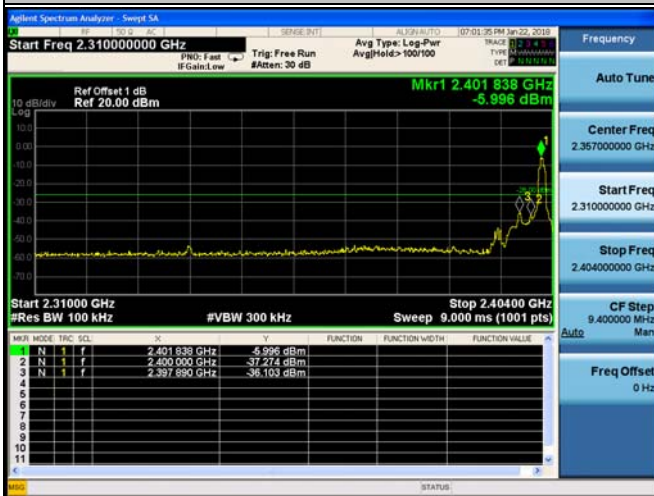 Agilent Spectrum Analyzer - Swept SA
RF 50 Ω AC SENSE:INT ALIGNAUTO 07:01:35 PM Jan 22, 2018
Start Freq 2.310000000 GHz
PNO: Fast
IFGain:Low
Trig: Free Run
#Atten: 30 dB
Avg Type: Log-Pwr
Avg|Hold:>100/100
TRACE 1 2 3 4 5 6
TYPE
DET P N N N N N
Ref Offset 1 dB
Ref 20.00 dBm
Mkr1 2.401 838 GHz
-5.996 dBm
10 dB/div
Log
10.0
0.00
-10.0
-20.0
-30.0
-40.0
-50.0
-60.0
-70.0
1
3 2
Start 2.31000 GHz
Stop 2.40400 GHz
#Res BW 100 kHz
#VBW 300 kHz
Sweep 9.000 ms (1001 pts)
MKR MODE TRC SCL X Y FUNCTION FUNCTION WIDTH FUNCTION VALUE
1 N 1 f 2.401 838 GHz -5.996 dBm
2 N 1 f 2.400 000 GHz -37.274 dBm
3 N 1 f 2.397 890 GHz -36.103 dBm
4
5
6
7
8
9
10
11
MSG
STATUS
Frequency
Auto Tune
Center Freq
2.357000000 GHz
Start Freq
2.310000000 GHz
Stop Freq
2.404000000 GHz
CF Step
9.400000 MHz
Auto Man
Freq Offset
0 Hz